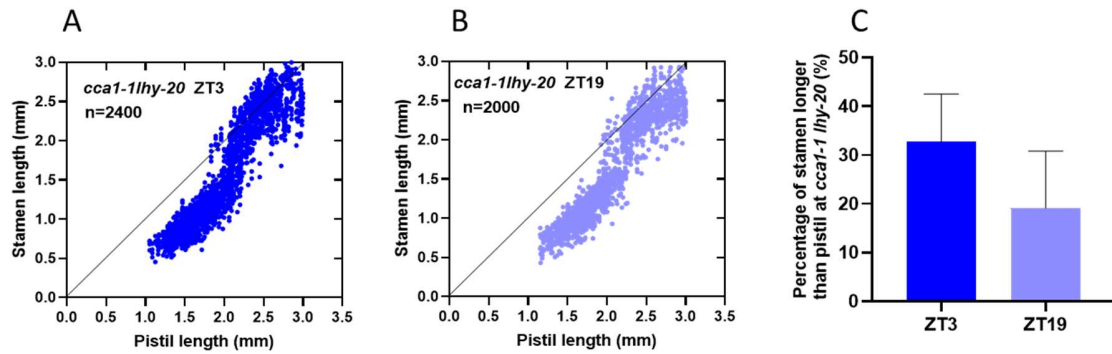 A
B
C
cca1-1lhy-20 ZT3
n=2400
Stamen length (mm)
3.0
2.5
2.0
1.5
1.0
0.5
0.0
0.0 0.5 1.0 1.5 2.0 2.5 3.0 3.5
Pistil length (mm)
cca1-1lhy-20 ZT19
n=2000
Stamen length (mm)
3.0
2.5
2.0
1.5
1.0
0.5
0.0
0.0 0.5 1.0 1.5 2.0 2.5 3.0 3.5
Pistil length (mm)
Percentage of stamen longer
than pistil at cca1-1 lhy-20 (%)
50
40
30
20
10
0
ZT3 ZT19